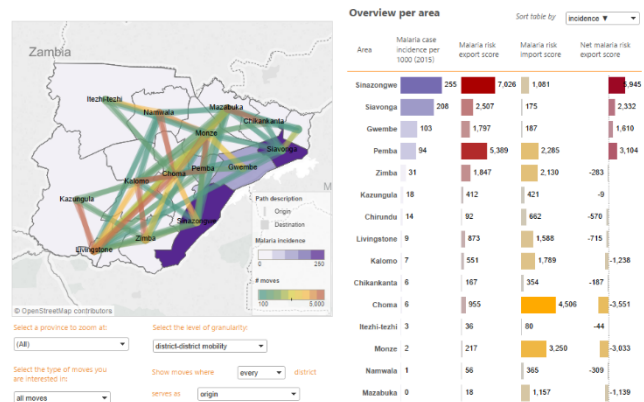 Zambia
Itezhi-tezhi
Namwala
Mazabuka
Chikankanta
Monze
Siavonga
Pemba
Gwembe
Choma
Kalomo
Kazungula
Sinazongwe
Zimba
Livingstone
M
Path description
Origin
Destination
Malaria incidence
0 250
# moves
100 5,000
© OpenStreetMap contributors
Select a province to zoom at:
(All)
Select the level of granularity:
district-district mobility
Select the type of moves you
are interested in:
all moves
Show moves where every district
serves as origin
Overview per area
Sort table by incidence
Area
Malaria case
incidence per
1000 (2015)
Malaria risk
export score
Malaria risk
import score
Net malaria risk
export score
Sinazongwe 255 7,026 1,081 5,945
Siavonga 208 2,507 175 2,332
Gwembe 103 1,797 187 1,610
Pemba 94 5,389 2,285 3,104
Zimba 31 1,847 2,130 -283
Kazungula 18 412 421 -9
Chirundu 14 92 662 -570
Livingstone 9 873 1,588 -715
Kalomo 7 551 1,789 -1,238
Chikankanta 6 167 354 -187
Choma 6 955 4,506 -3,551
Itezhi-tezhi 3 36 80 -44
Monze 2 217 3,250 -3,033
Namwala 1 56 365 -309
Mazabuka 0 18 1,157 -1,139